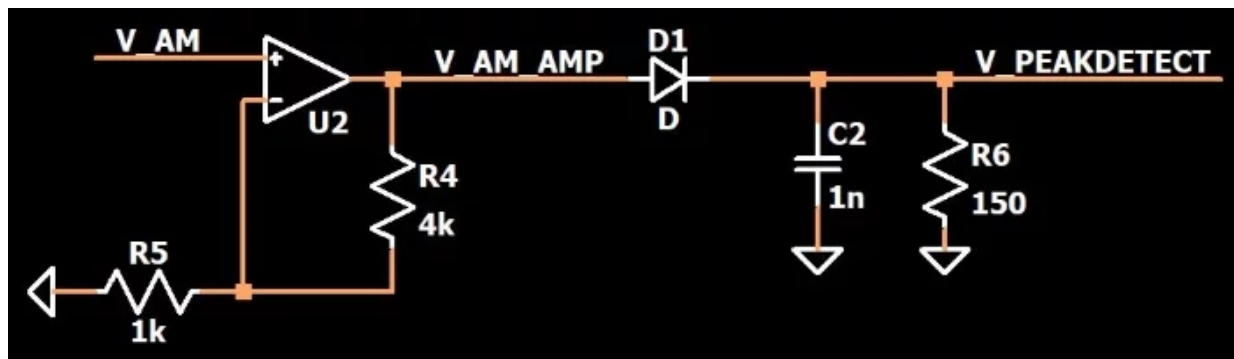 V_AM
+
-
U2
V_AM_AMP
R4
4k
R5
1k
D1
D
C2
1n
R6
150
V_PEAKDETECT